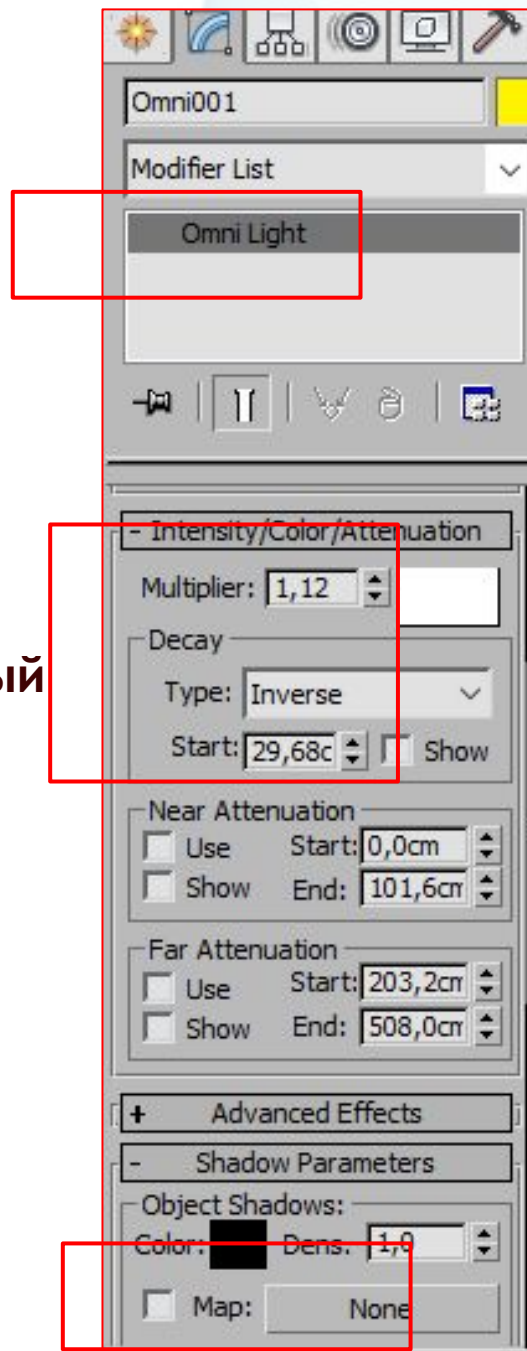 Omni001
Modifier List
Omni Light
- Intensity/Color/Attenuation
Multiplier: 1,12
Decay
ый
Type: Inverse
Start: 29,68c Show
Near Attenuation
Use Start: 0,0cm
Show End: 101,6cm
Far Attenuation
Use Start: 203,2cm
Show End: 508,0cm
+ Advanced Effects
- Shadow Parameters
Object Shadows:
Color: Dens. 1,0
Map: None